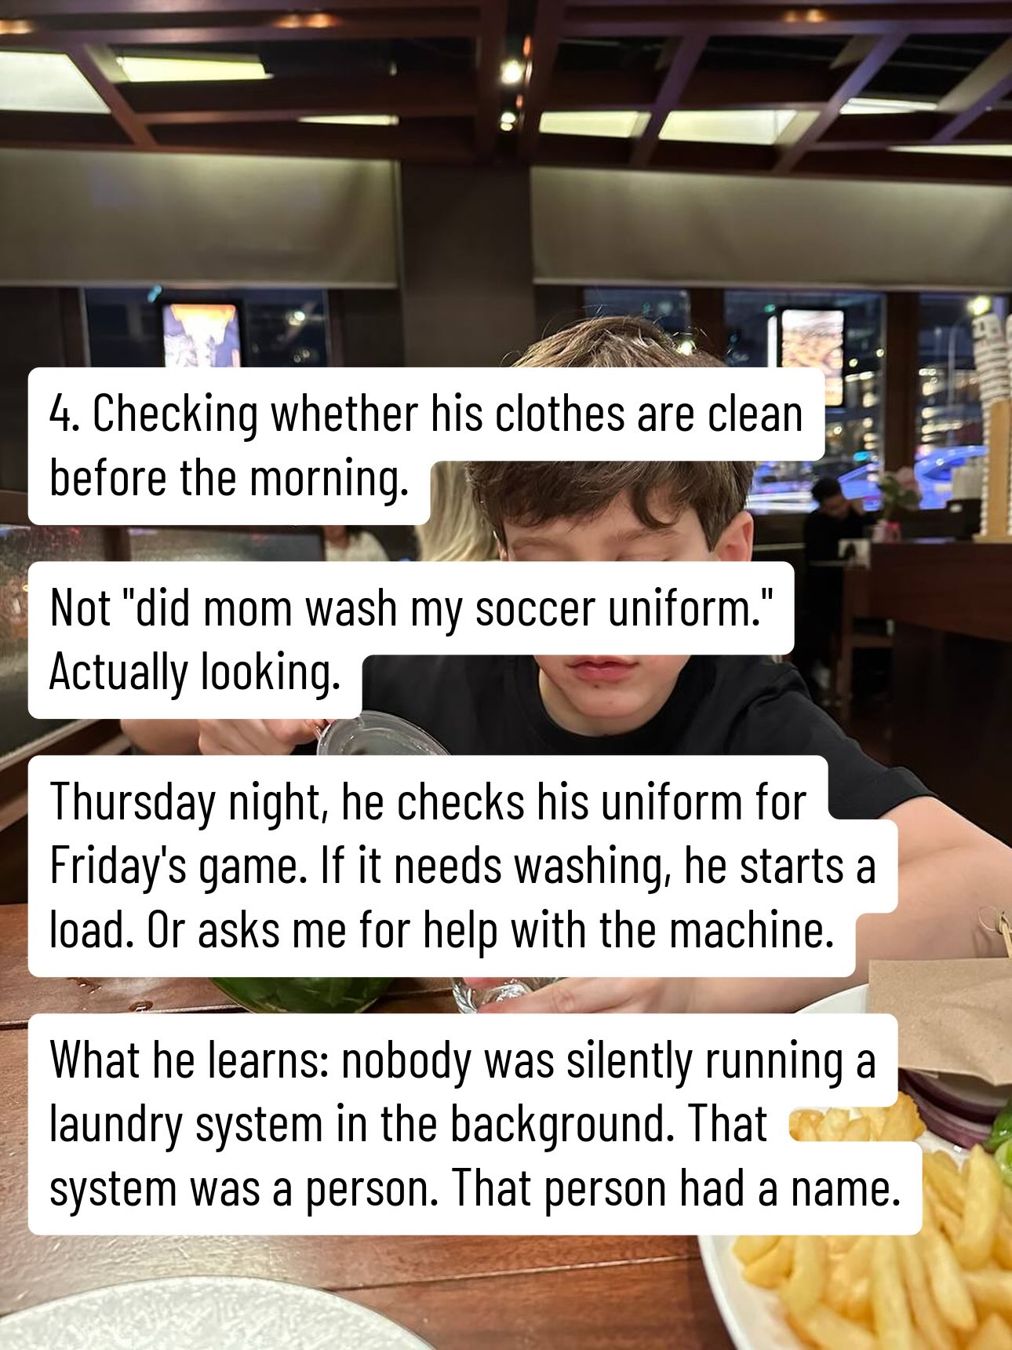 4. Checking whether his clothes are clean
before the morning.
Not "did mom wash my soccer uniform."
Actually looking.
Thursday night, he checks his uniform for
Friday's game. If it needs washing, he starts a
load. Or asks me for help with the machine.
What he learns: nobody was silently running a
laundry system in the background. That
system was a person. That person had a name.